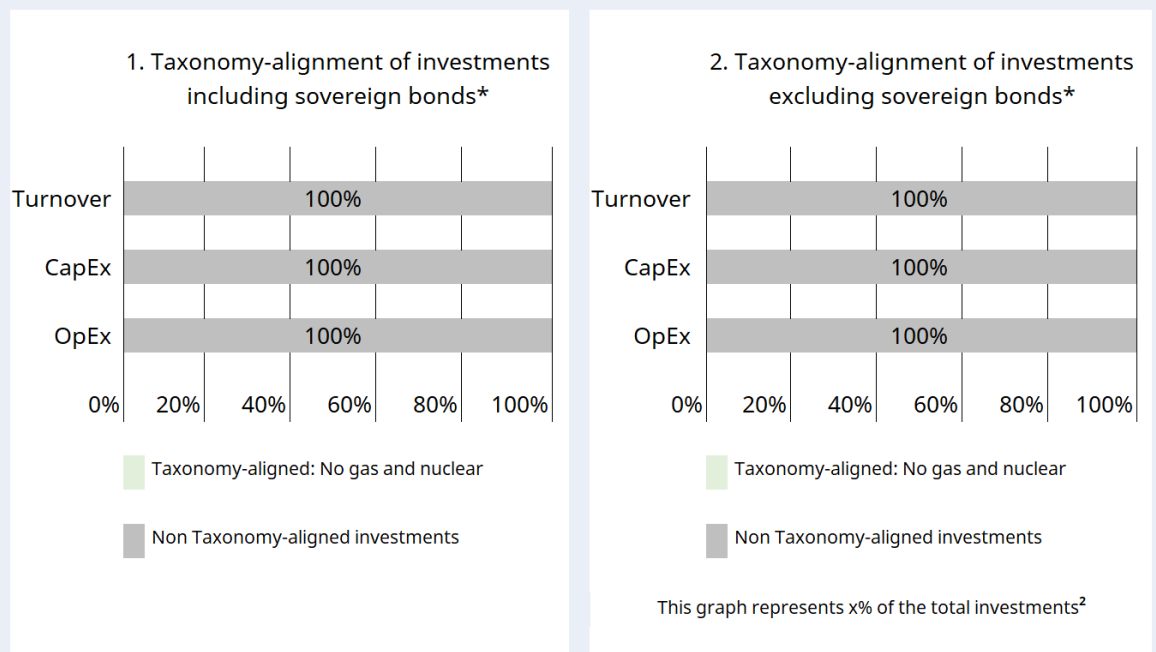 1. Taxonomy-alignment of investments
including sovereign bonds*
Turnover 100%
CapEx 100%
OpEx 100%
0% 20% 40% 60% 80% 100%
Taxonomy-aligned: No gas and nuclear
Non Taxonomy-aligned investments
2. Taxonomy-alignment of investments
excluding sovereign bonds*
Turnover 100%
CapEx 100%
OpEx 100%
0% 20% 40% 60% 80% 100%
Taxonomy-aligned: No gas and nuclear
Non Taxonomy-aligned investments
This graph represents x% of the total investments²